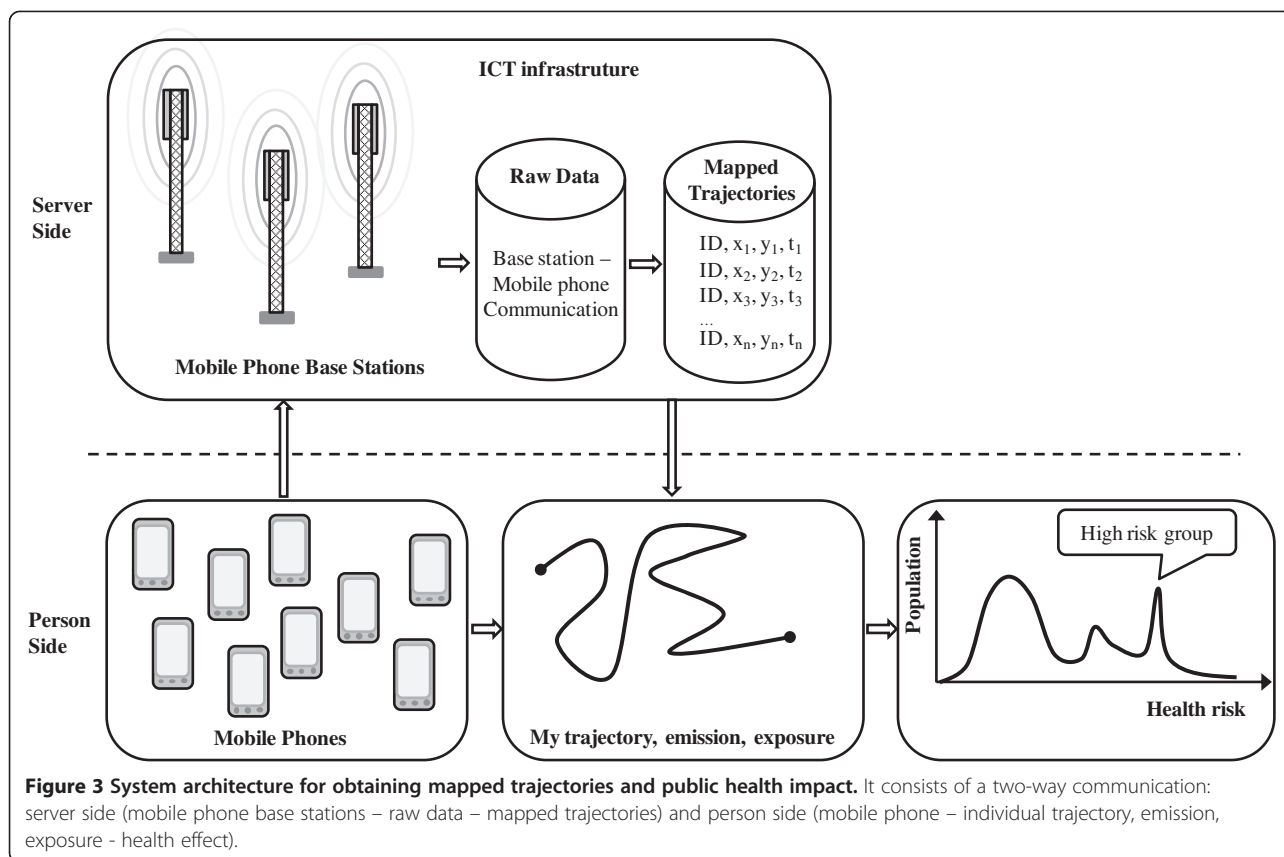 ICT infrastruture
Server
Side
Mobile Phone Base Stations
Raw Data
Base station –
Mobile phone
Communication
Mapped
Trajectories
ID, x₁, y₁, t₁
ID, x₂, y₂, t₂
ID, x₃, y₃, t₃
...
ID, xₙ, yₙ, tₙ
Person
Side
Mobile Phones
My trajectory, emission, exposure
Population
High risk group
Health risk
Figure 3 System architecture for obtaining mapped trajectories and public health impact. It consists of a two-way communication:
server side (mobile phone base stations – raw data – mapped trajectories) and person side (mobile phone – individual trajectory, emission,
exposure - health effect).